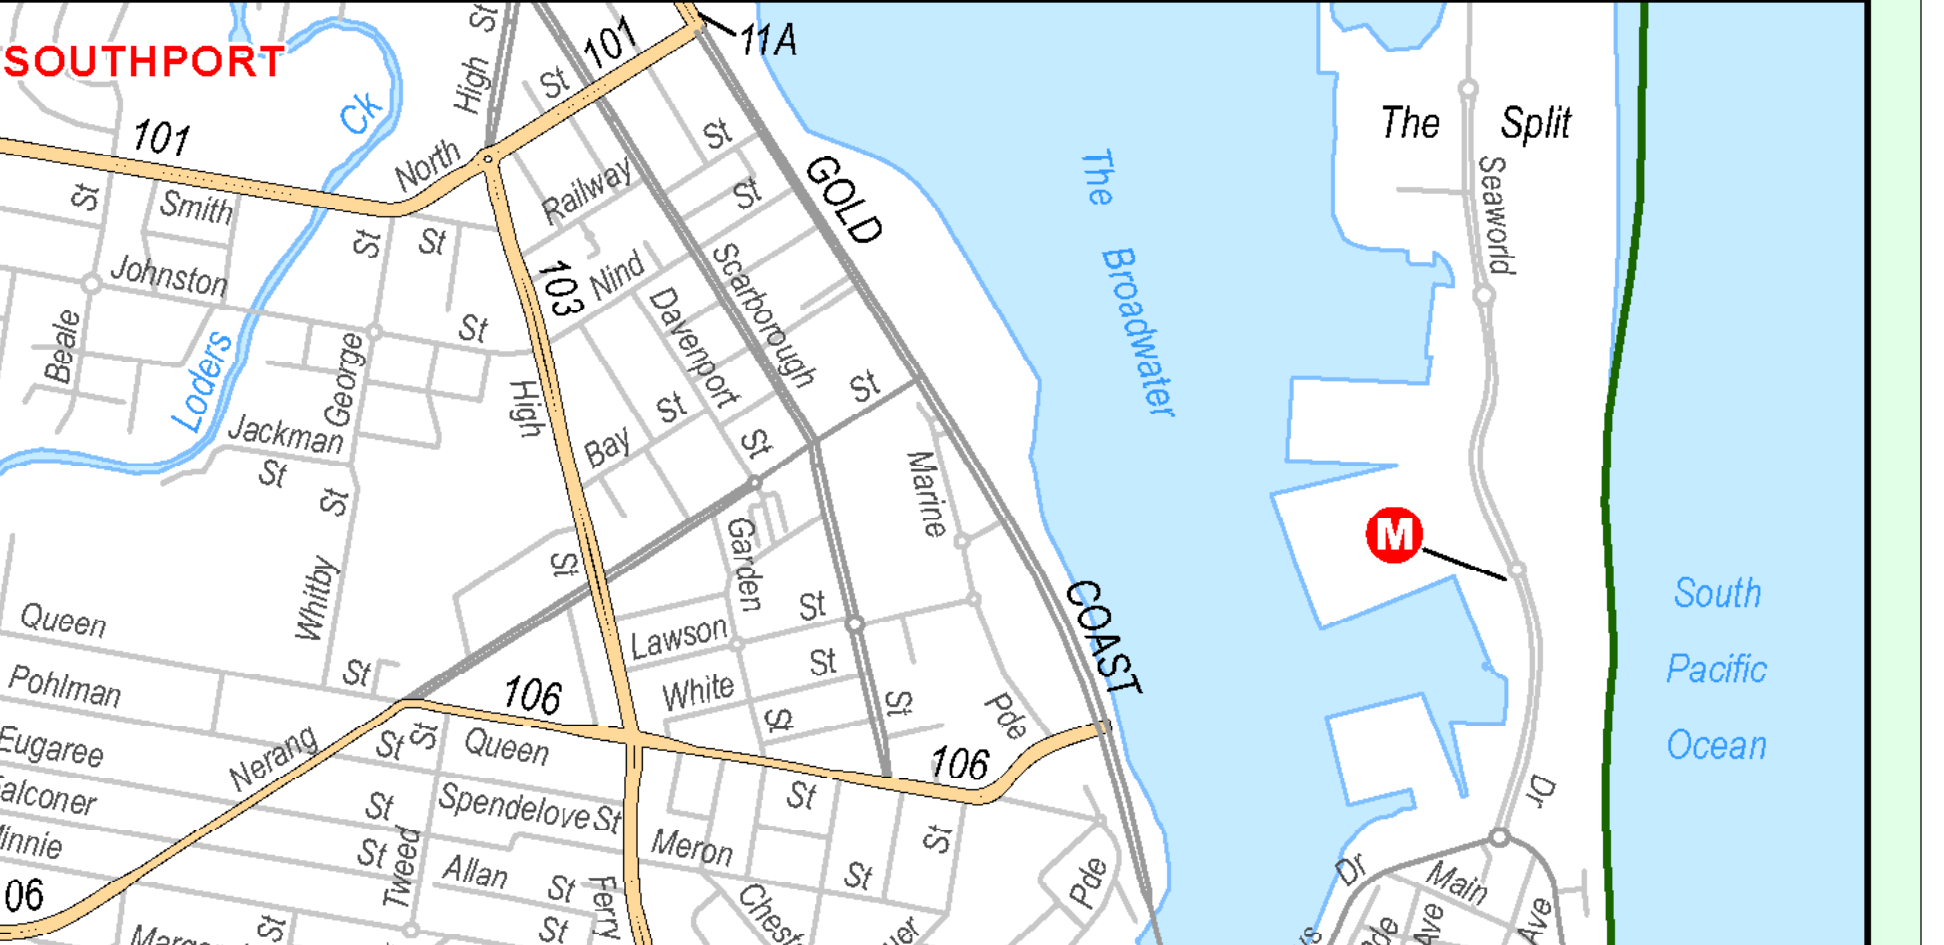 St
101
11A
SOUTHPORT
High
St
Ck
101
The Split
North
St
GOLD
The
Railway
St
Seaworld
St
Smith
St
St
Johnston
103
Nind
Scarborough
Broadwater
Davenport
St
Beale
Loders
George
High
St
St
Jackman
Bay
St
St
St
Marine
M
Garden
St
Whitby
COAST
South
Queen
St
Lawson
St
Pacific
St
106
White
Pohlman
St
St
Pde
Ocean
Eugaree
Nerang
St
St
Queen
106
Dr
St
St
Spendelove St
St
Meron
St
Tweed
Allan
St
St
Pde
Dr
Main
06
Ferry
St
St
Ave
Ave